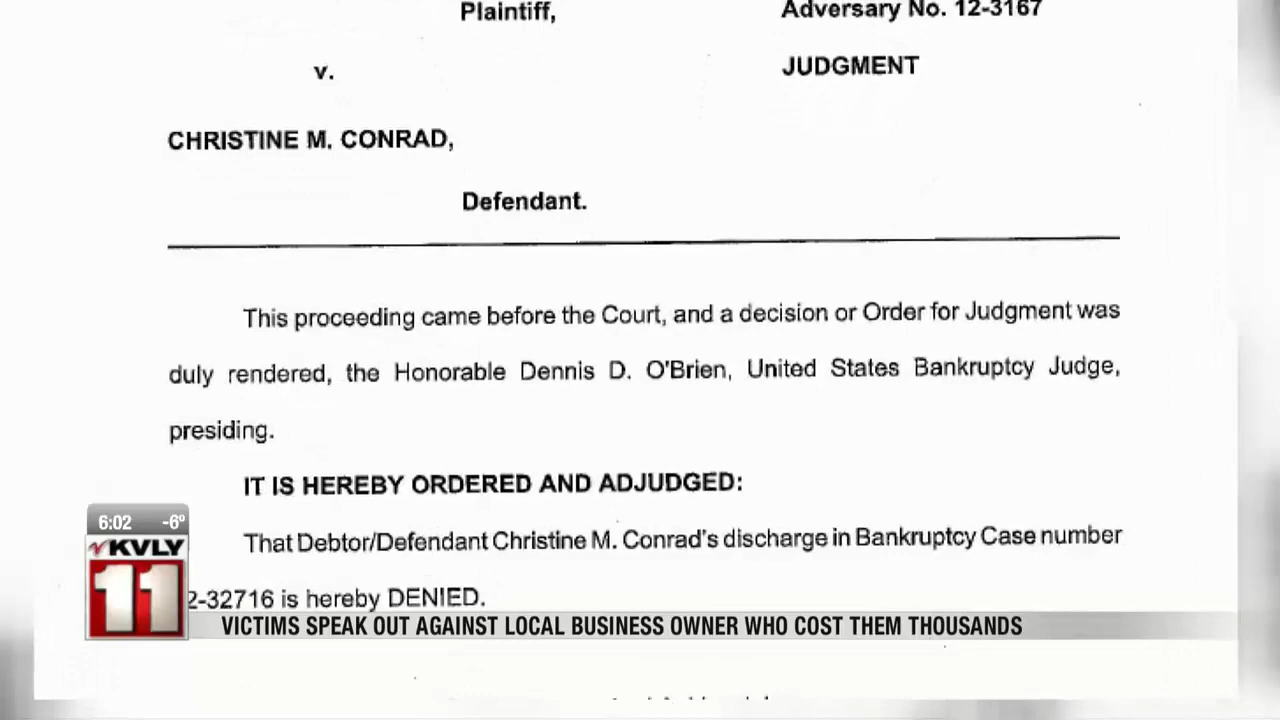 Plaintiff, Adversary No. 12-3167
v. JUDGMENT
CHRISTINE M. CONRAD,
Defendant.
This proceeding came before the Court, and a decision or Order for Judgment was
duly rendered, the Honorable Dennis D. O'Brien, United States Bankruptcy Judge,
presiding.
IT IS HEREBY ORDERED AND ADJUDGED:
That Debtor/Defendant Christine M. Conrad's discharge in Bankruptcy Case number
2-32716 is hereby DENIED.
6:02 -6°
KVLY
11
VICTIMS SPEAK OUT AGAINST LOCAL BUSINESS OWNER WHO COST THEM THOUSANDS